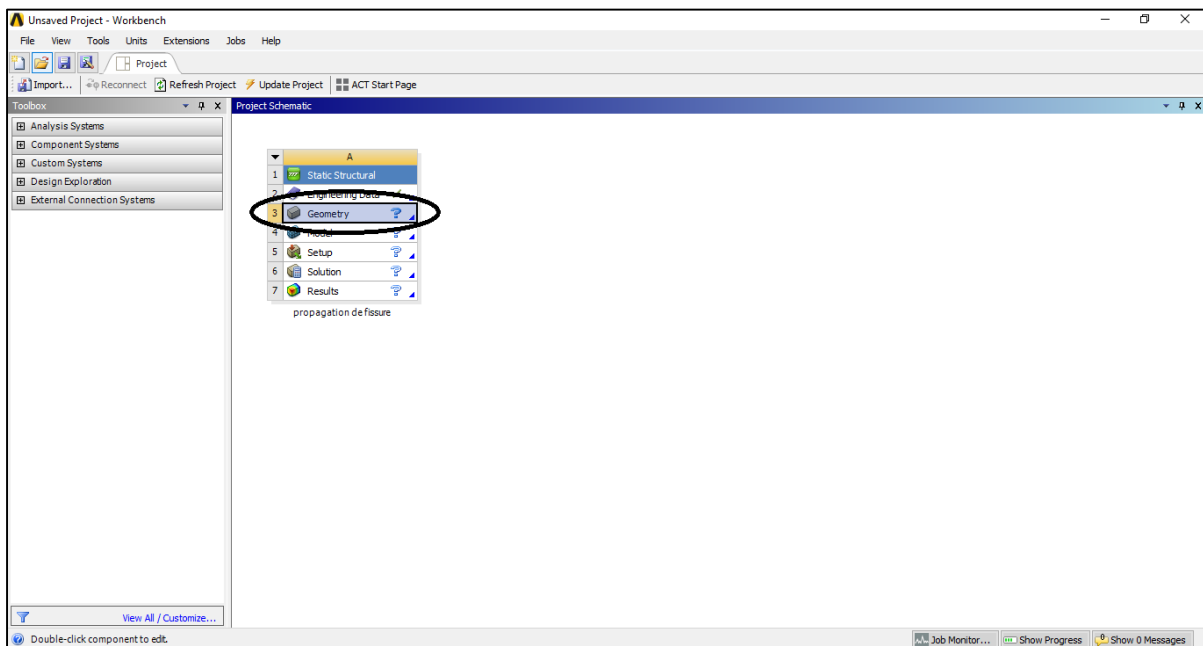 Unsaved Project - Workbench
File View Tools Units Extensions Jobs Help
Project
Import... Reconnect Refresh Project Update Project ACT Start Page
Toolbox
Project Schematic
Analysis Systems
Component Systems
Custom Systems
Design Exploration
External Connection Systems
A
1 Static Structural
2 Engineering Data
3 Geometry ?
4 Model ?
5 Setup ?
6 Solution ?
7 Results ?
propagation de fissure
View All / Customize...
Double-click component to edit.
Job Monitor... Show Progress 0 Show 0 Messages